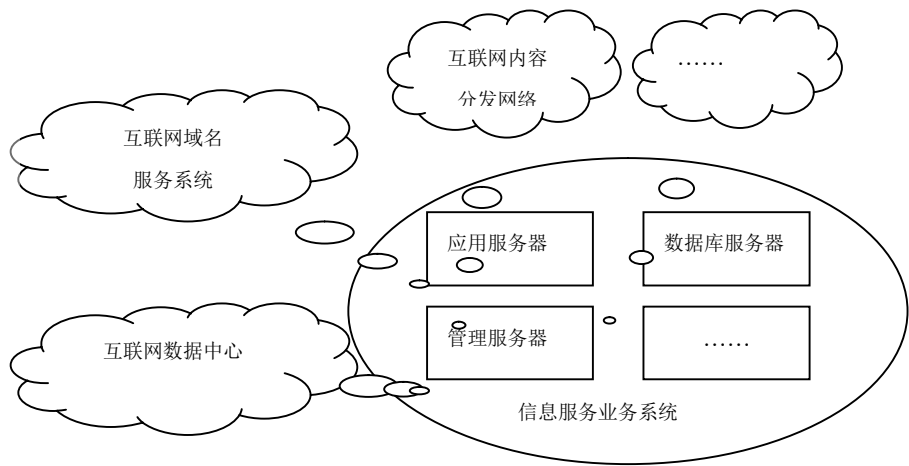 互联网内容
分发网络
……
互联网域名
服务系统
应用服务器
数据库服务器
管理服务器
……
互联网数据中心
信息服务业务系统